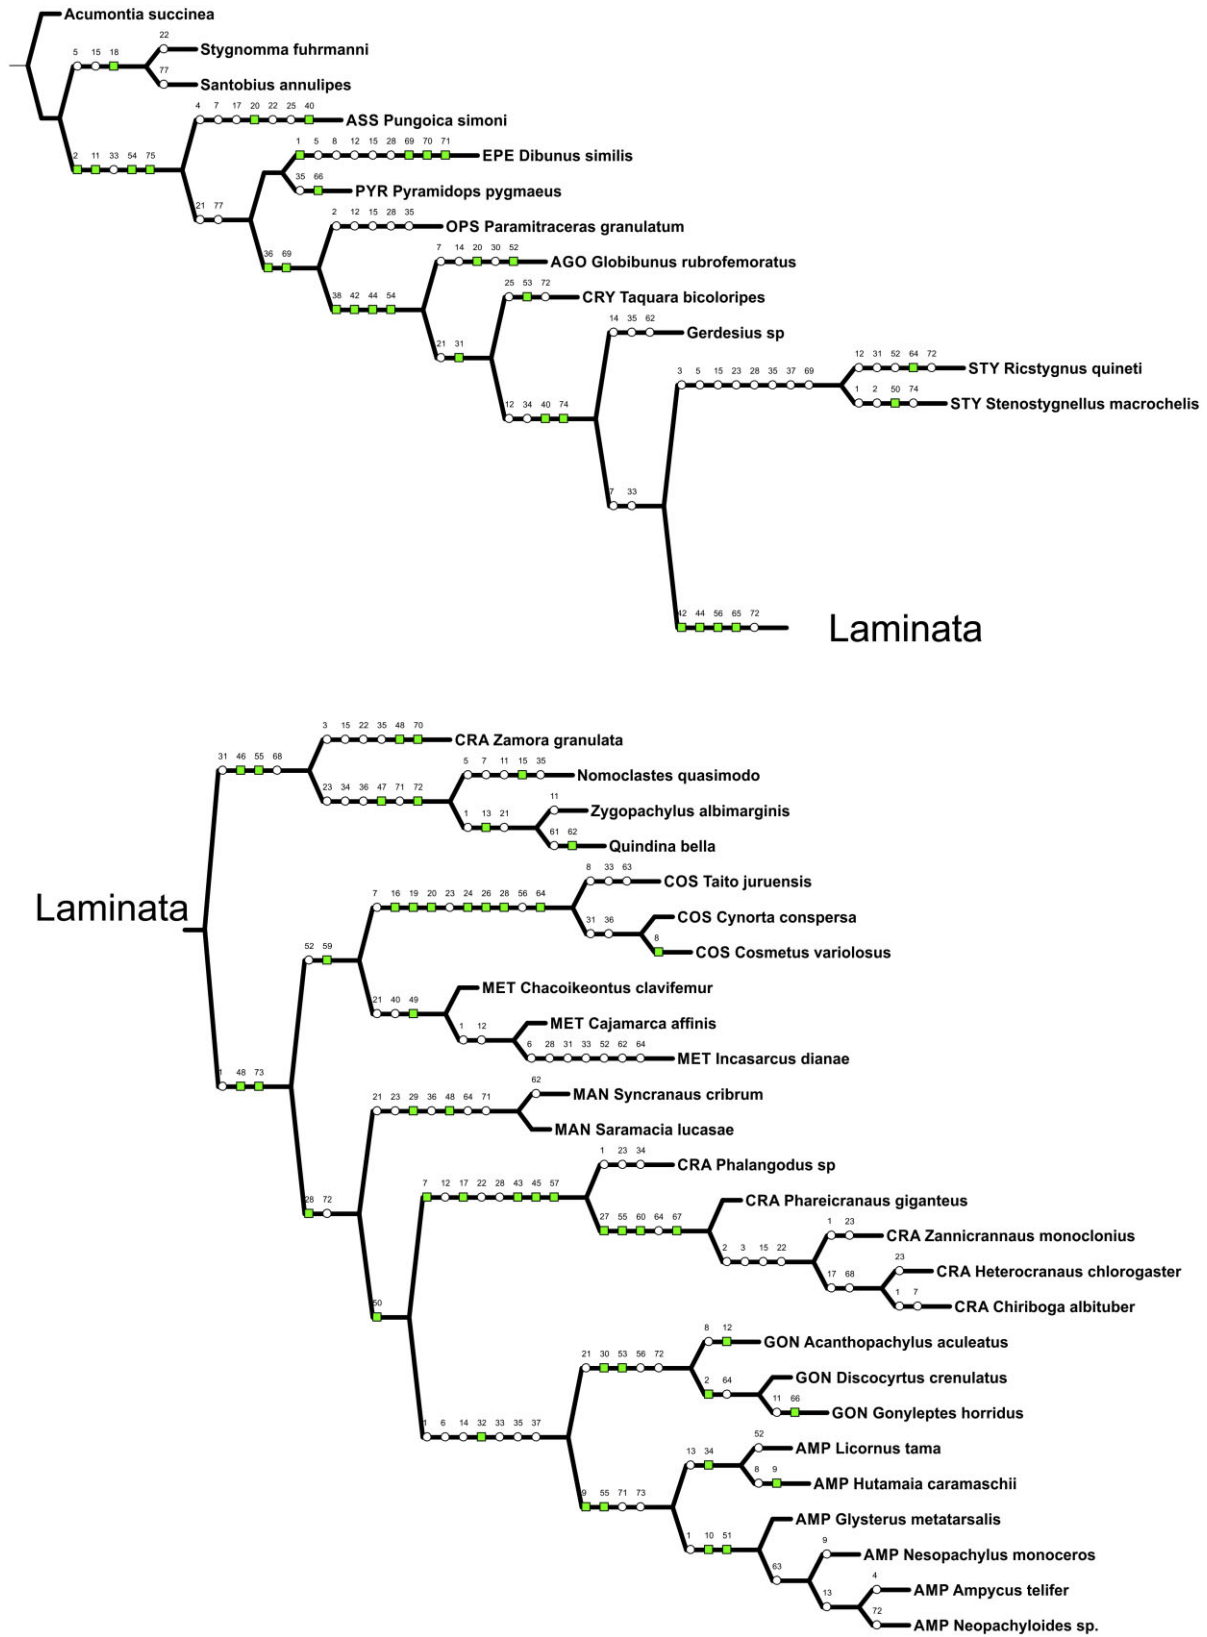 Acumontia succinea
22
5 15 18
Stygnomma fuhrmanni
77
Santobius annulipes
4 7 17 20 22 25 40
ASS Pungoica simoni
1 5 8 12 15 28 69 70 71
EPE Dibunus similis
2 11 33 54 75
35 66
PYR Pyramidops pygmaeus
21 77
2 12 15 28 35
OPS Paramitraceras granulatum
36 69
7 14 20 30 52
AGO Globibunus rubrofemoratus
38 42 44 54
25 53 72
CRY Taquara bicoloripes
14 35 62
Gerdesius sp
21 31
12 31 52 64 72
STY Ricstygnus quineti
3 5 15 23 28 35 37 69
1 2 50 74
STY Stenostygnellus macrochelis
12 34 40 74
7 33
42 44 56 65 72
Laminata
3 15 22 35 48 70
CRA Zamora granulata
31 46 55 68
5 7 11 15 35
Nomoclastes quasimodo
23 34 36 47 71 72
11
Zygopachylus albimarginis
1 13 21
61 62
Quindina bella
8 33 63
COS Taito juruensis
7 16 19 20 23 24 26 28 56 64
Laminata
COS Cynorta conspersa
31 36
8
COS Cosmetus variolosus
52 59
MET Chacoikeontus clavifemur
21 40 49
MET Cajamarca affinis
1 12
6 28 31 33 52 62 64
MET Incasarcus dianae
1 48 73
62
MAN Syncranaus cribrum
21 23 29 36 48 64 71
MAN Saramacia lucasae
1 23 34
CRA Phalangodus sp
7 12 17 22 28 43 45 57
CRA Phareicranaus giganteus
28 72
27 55 60 64 67
1 23
CRA Zannicrannaus monoclonius
2 3 15 22
23
CRA Heterocranaus chlorogaster
17 68
1 7
CRA Chiriboga albituber
50
8 12
GON Acanthopachylus aculeatus
21 30 53 56 72
GON Discocyrtus crenulatus
2 64
11 66
GON Gonyleptes horridus
1 6 14 32 33 35 37
52
AMP Licornus tama
13 34
8 9
AMP Hutamaia caramaschii
9 55 71 73
AMP Glysterus metatarsalis
1 10 51
9
AMP Nesopachylus monoceros
63
4
AMP Ampycus telifer
13
72
AMP Neopachyloides sp.